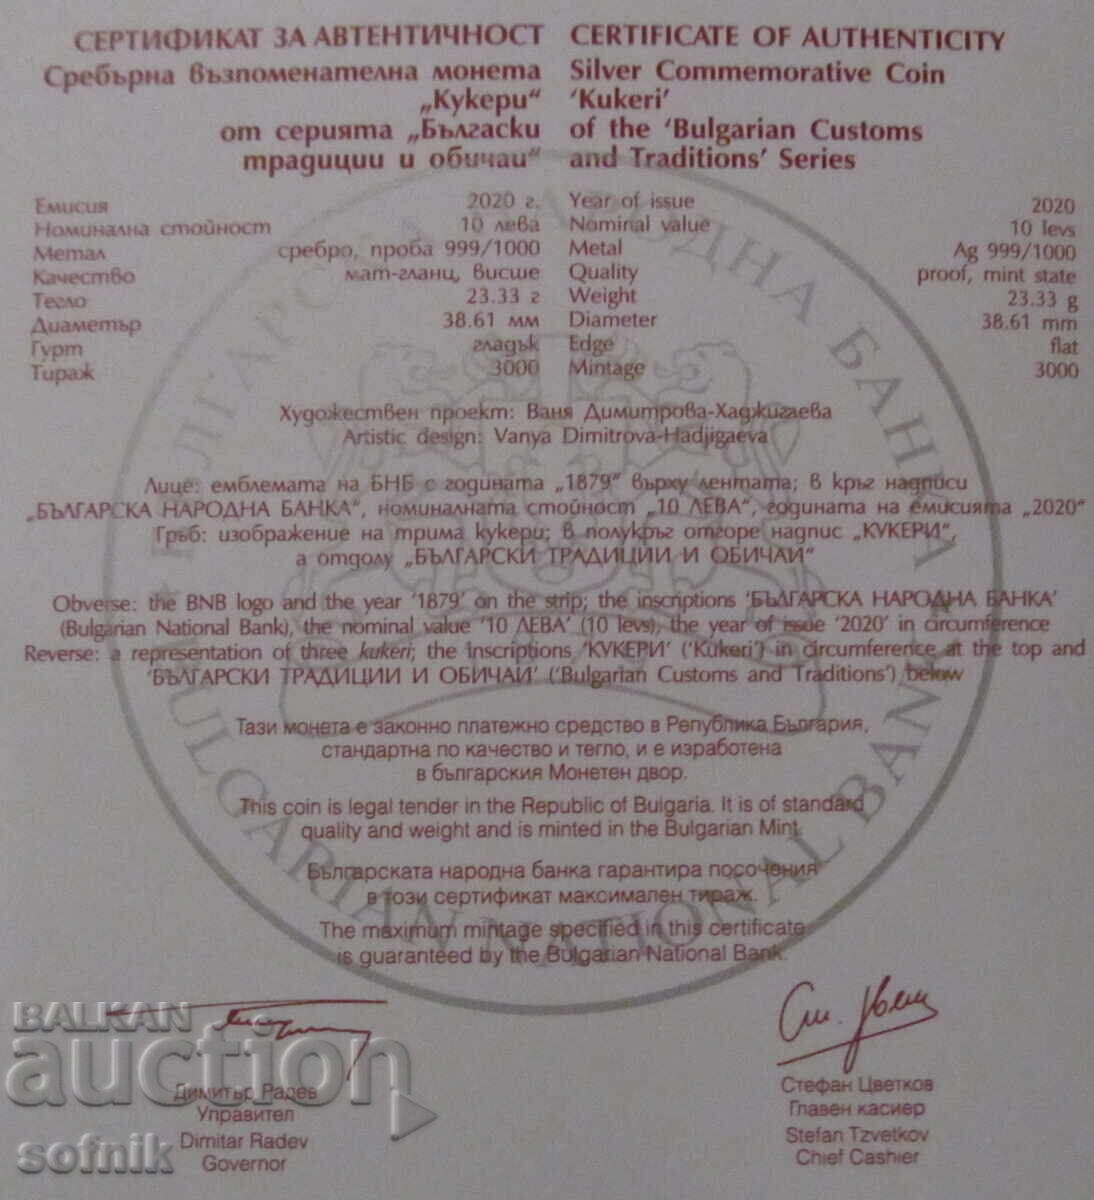 СЕРТИФИКАТ ЗА АВТЕНТИЧНОСТ
Сребърна възпоменателна монета
„Кукери“
от серията „Бългаски
традиции и обичаи“
CERTIFICATE OF AUTHENTICITY
Silver Commemorative Coin
'Kukeri'
of the 'Bulgarian Customs
and Traditions' Series
Емисия 2020 г.
Номинална стойност 10 лева
Метал сребро, проба 999/1000
Качество мат-гланц, висше
Тегло 23.33 г
Диаметър 38.61 мм
Гурт гладък
Тираж 3000
Year of issue 2020
Nominal value 10 levs
Metal Ag 999/1000
Quality proof, mint state
Weight 23.33 g
Diameter 38.61 mm
Edge flat
Mintage 3000
Художествен проект: Ваня Димитрова-Хаджигаева
Artistic design: Vanya Dimitrova-Hadjigaeva
Лице: емблемата на БНБ с годината „1879“ върху лентата; в кръг надписи
„БЪЛГАРСКА НАРОДНА БАНКА“, номиналната стойност „10 ЛЕВА“, годината на емисията „2020“
Гръб: изображение на трима кукери; в полукръг отгоре надпис „КУКЕРИ“,
а отдолу „БЪЛГАРСКИ ТРАДИЦИИ И ОБИЧАИ“
Obverse: the BNB logo and the year '1879' on the strip; the inscriptions 'БЪЛГАРСКА НАРОДНА БАНКА'
(Bulgarian National Bank), the nominal value '10 ЛЕВА' (10 levs), the year of issue '2020' in circumference
Reverse: a representation of three kukeri; the inscriptions 'КУКЕРИ' ('Kukeri') in circumference at the top and
'БЪЛГАРСКИ ТРАДИЦИИ И ОБИЧАИ' ('Bulgarian Customs and Traditions') below
Тази монета е законно платежно средство в Република България,
стандартна по качество и тегло, и е изработена
в българския Монетен двор.
This coin is legal tender in the Republic of Bulgaria. It is of standard
quality and weight and is minted in the Bulgarian Mint.
Българската народна банка гарантира посочения
в този сертификат максимален тираж.
The maximum mintage specified in this certificate
is guaranteed by the Bulgarian National Bank.
Димитър Радев
Управител
Dimitar Radev
Governor
Стефан Цветков
Главен касиер
Stefan Tzvetkov
Chief Cashier
БЪЛГАРСКА НАРОДНА БАНКА
BULGARIAN NATIONAL BANK
BALKAN
auction
sofnik